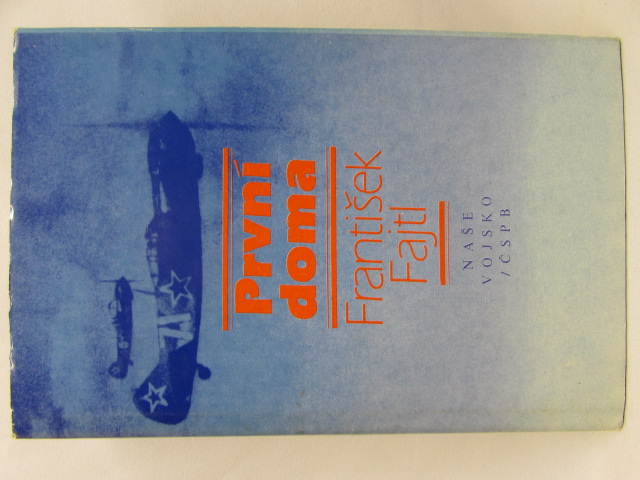 První
doma
František
Fajtl
NAŠE
VOJSKO
/ČSPB